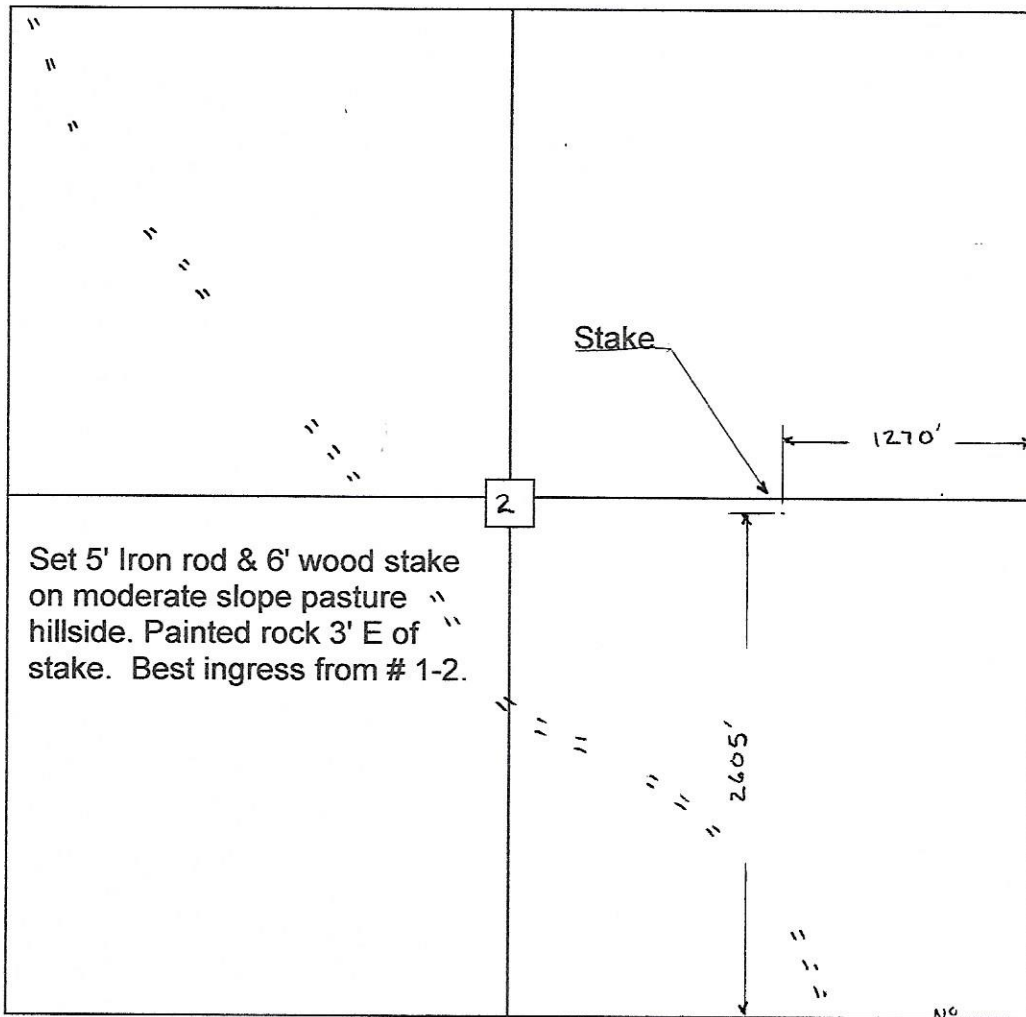 Stake
1270'
2
Set 5' Iron rod & 6' wood stake
on moderate slope pasture
hillside. Painted rock 3' E of
stake. Best ingress from # 1-2.
2605'